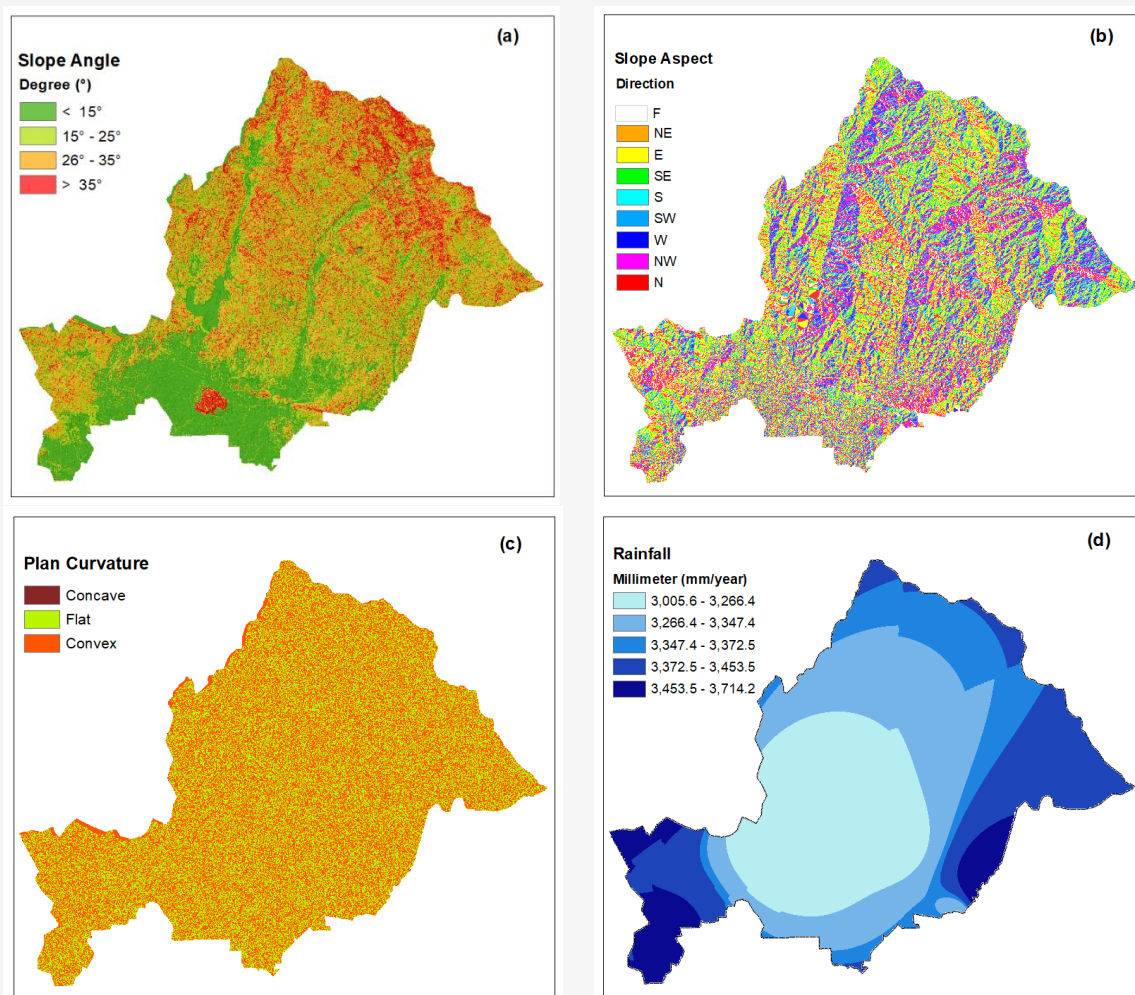 (a)
Slope Angle
Degree (°)
< 15°
15° - 25°
26° - 35°
> 35°
(b)
Slope Aspect
Direction
F
NE
E
SE
S
SW
W
NW
N
(c)
Plan Curvature
Concave
Flat
Convex
(d)
Rainfall
Millimeter (mm/year)
3,005.6 - 3,266.4
3,266.4 - 3,347.4
3,347.4 - 3,372.5
3,372.5 - 3,453.5
3,453.5 - 3,714.2